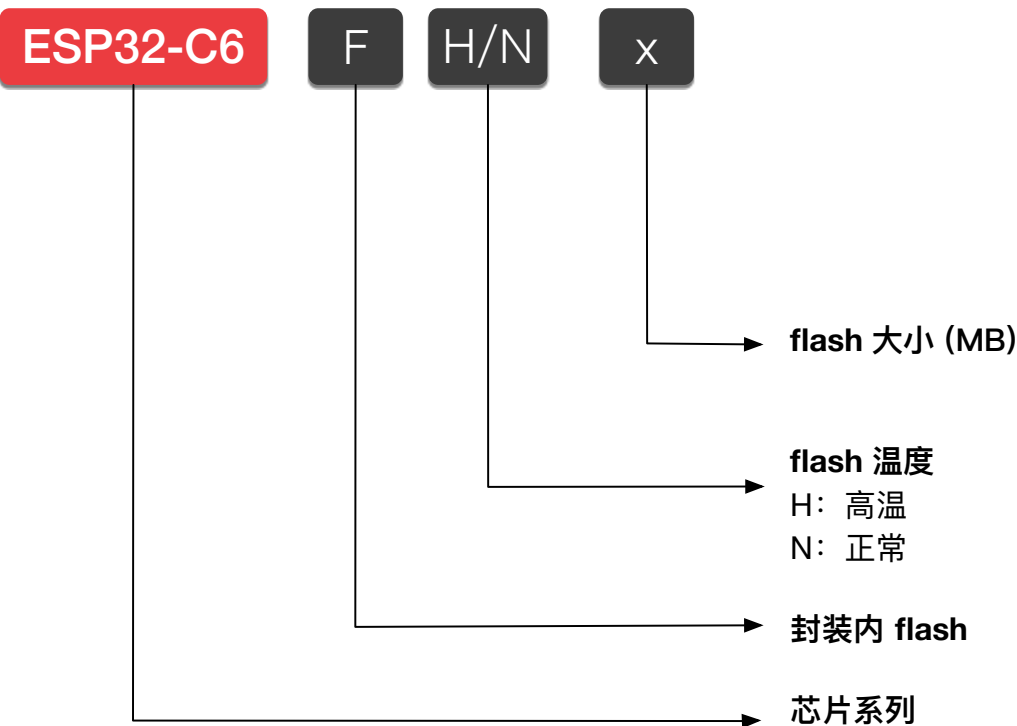 ESP32-C6 F H/N x
flash 大小 (MB)
flash 温度
H：高温
N：正常
封装内 flash
芯片系列